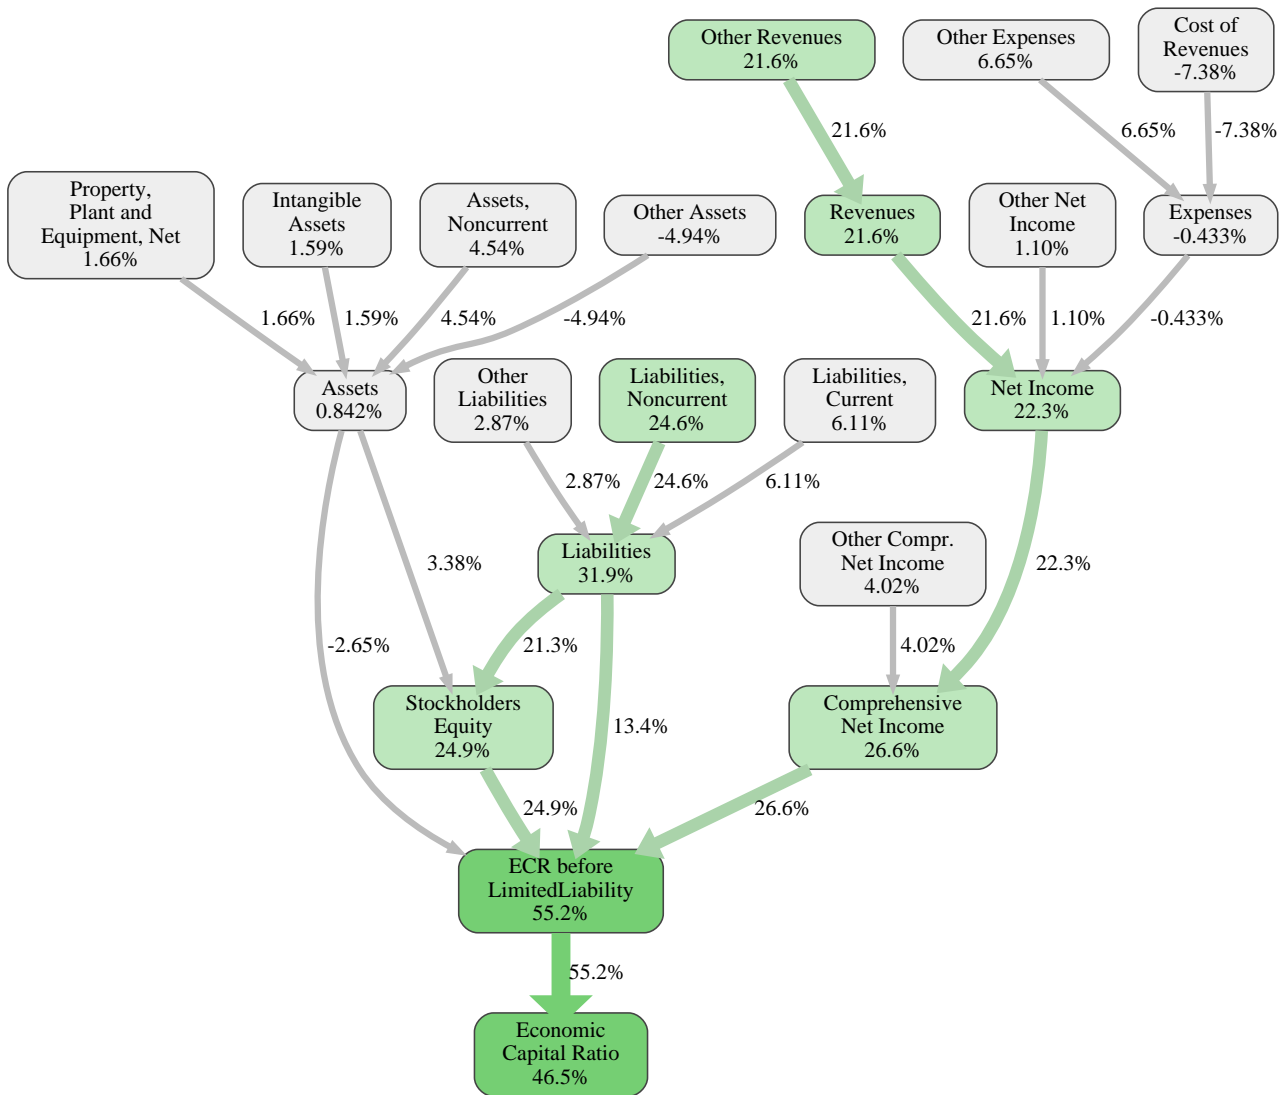 Other Revenues
21.6%
Other Expenses
6.65%
Cost of
Revenues
-7.38%
21.6%
6.65%
-7.38%
Property,
Plant and
Equipment, Net
1.66%
Intangible
Assets
1.59%
Assets,
Noncurrent
4.54%
Other Assets
-4.94%
Revenues
21.6%
Other Net
Income
1.10%
Expenses
-0.433%
1.66%
1.59%
4.54%
-4.94%
21.6%
1.10%
-0.433%
Assets
0.842%
Other
Liabilities
2.87%
Liabilities,
Noncurrent
24.6%
Liabilities,
Current
6.11%
Net Income
22.3%
2.87%
24.6%
6.11%
3.38%
Liabilities
31.9%
Other Compr.
Net Income
4.02%
22.3%
-2.65%
21.3%
4.02%
Stockholders
Equity
24.9%
13.4%
Comprehensive
Net Income
26.6%
24.9%
26.6%
ECR before
LimitedLiability
55.2%
55.2%
Economic
Capital Ratio
46.5%